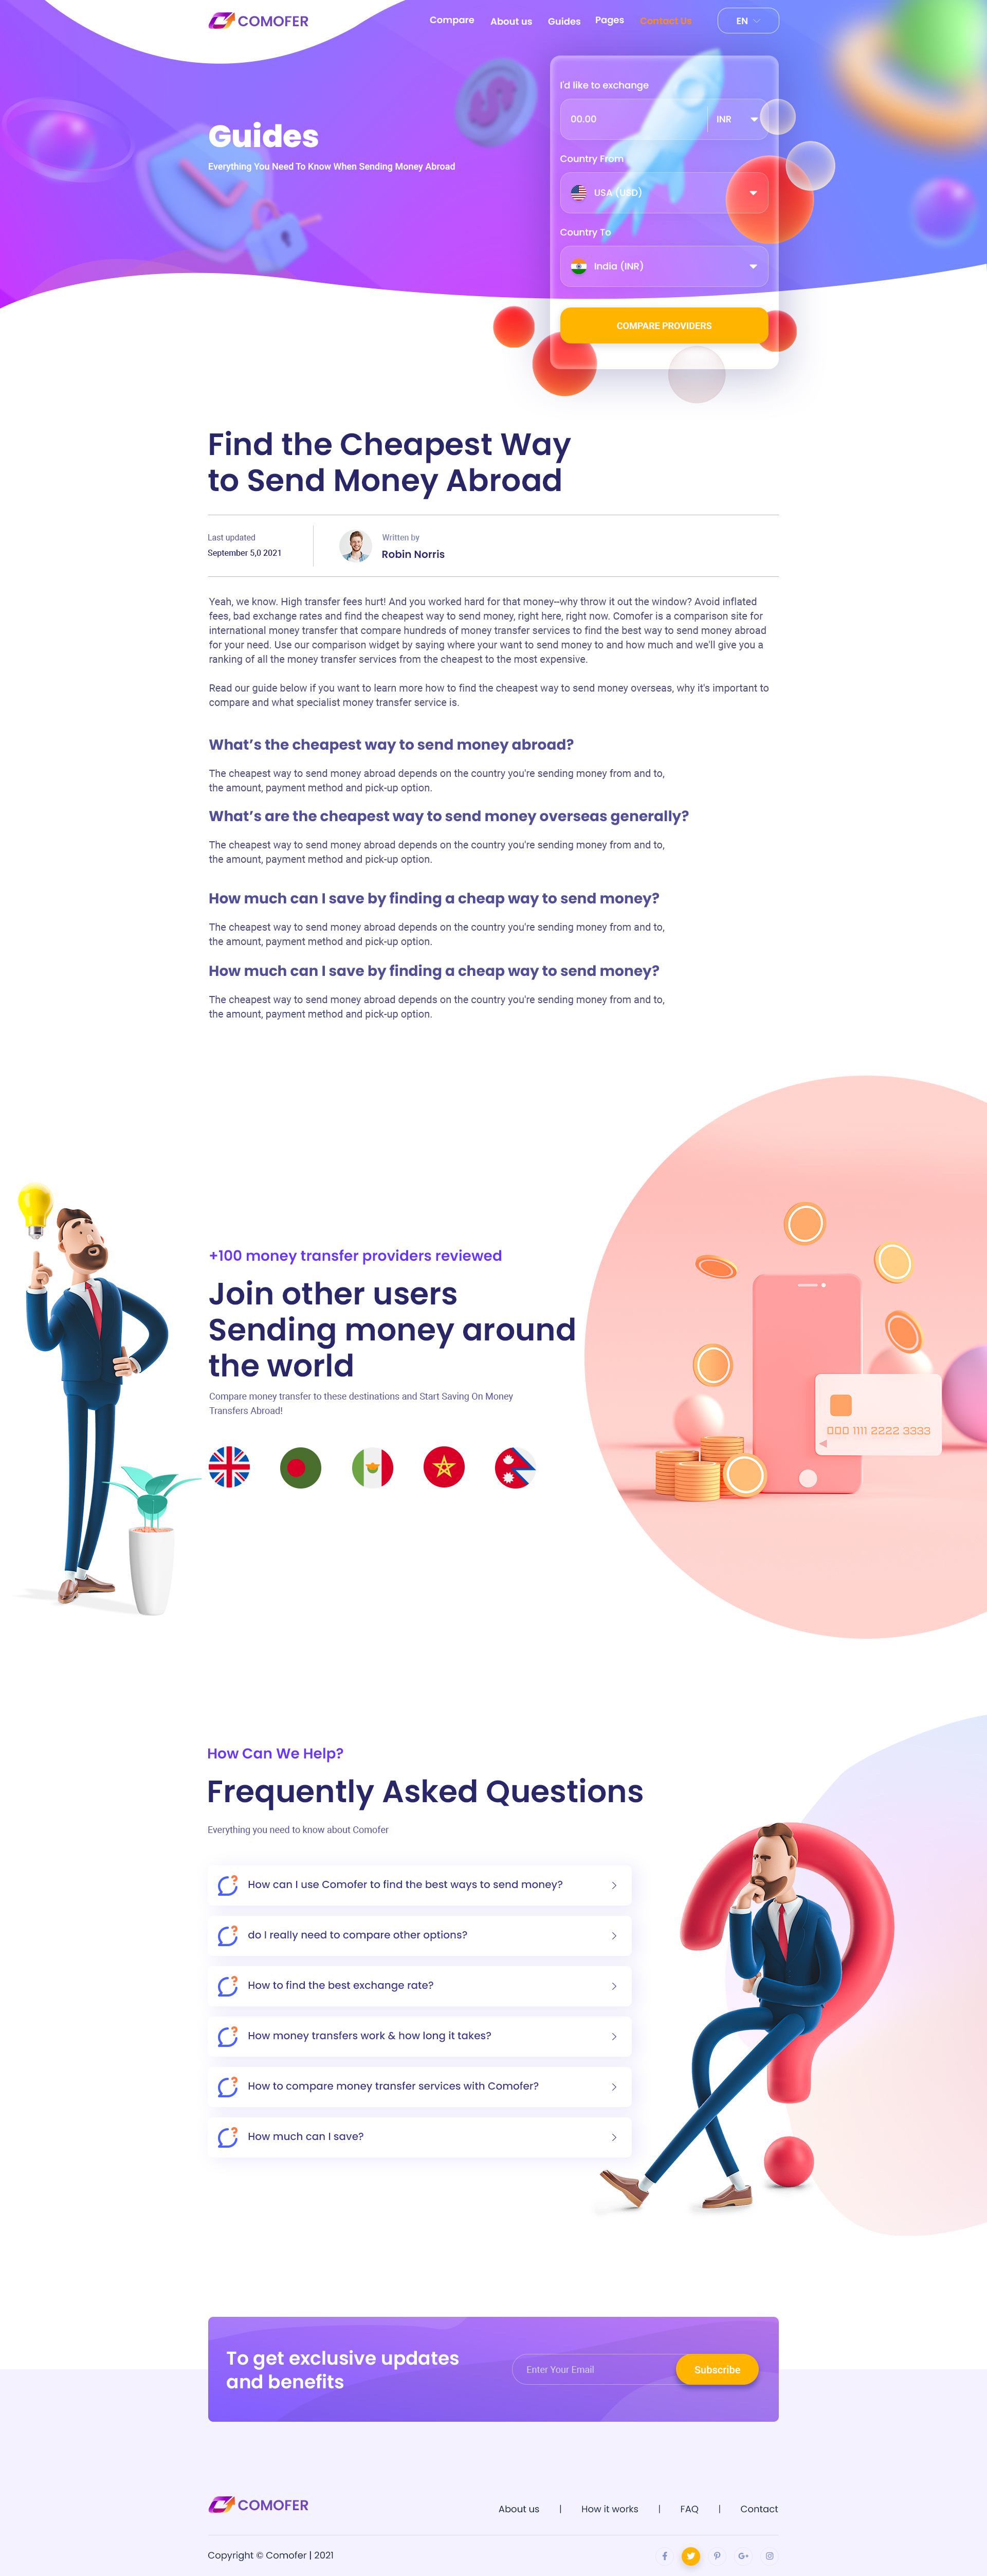 COMOFER
Compare
About us
Guides
Pages
Contact Us
EN
Guides
Everything You Need To Know When Sending Money Abroad
I'd like to exchange
00.00
INR
Country From
USA (USD)
Country To
India (INR)
COMPARE PROVIDERS
Find the Cheapest Way
to Send Money Abroad
Last updated
September 5,0 2021
Written by
Robin Norris
Yeah, we know. High transfer fees hurt! And you worked hard for that money–why throw it out the window? Avoid inflated
fees, bad exchange rates and find the cheapest way to send money, right here, right now. Comofer is a comparison site for
international money transfer that compare hundreds of money transfer services to find the best way to send money abroad
for your need. Use our comparison widget by saying where your want to send money to and how much and we'll give you a
ranking of all the money transfer services from the cheapest to the most expensive.
Read our guide below if you want to learn more how to find the cheapest way to send money overseas, why it's important to
compare and what specialist money transfer service is.
What’s the cheapest way to send money abroad?
The cheapest way to send money abroad depends on the country you're sending money from and to,
the amount, payment method and pick-up option.
What’s are the cheapest way to send money overseas generally?
The cheapest way to send money abroad depends on the country you're sending money from and to,
the amount, payment method and pick-up option.
How much can I save by finding a cheap way to send money?
The cheapest way to send money abroad depends on the country you're sending money from and to,
the amount, payment method and pick-up option.
How much can I save by finding a cheap way to send money?
The cheapest way to send money abroad depends on the country you're sending money from and to,
the amount, payment method and pick-up option.
+100 money transfer providers reviewed
Join other users
Sending money around
the world
Compare money transfer to these destinations and Start Saving On Money
Transfers Abroad!
000 1111 2222 3333
How Can We Help?
Frequently Asked Questions
Everything you need to know about Comofer
How can I use Comofer to find the best ways to send money?
do I really need to compare other options?
How to find the best exchange rate?
How money transfers work & how long it takes?
How to compare money transfer services with Comofer?
How much can I save?
To get exclusive updates
and benefits
Enter Your Email
Subscribe
COMOFER
About us | How it works | FAQ | Contact
Copyright © Comofer | 2021